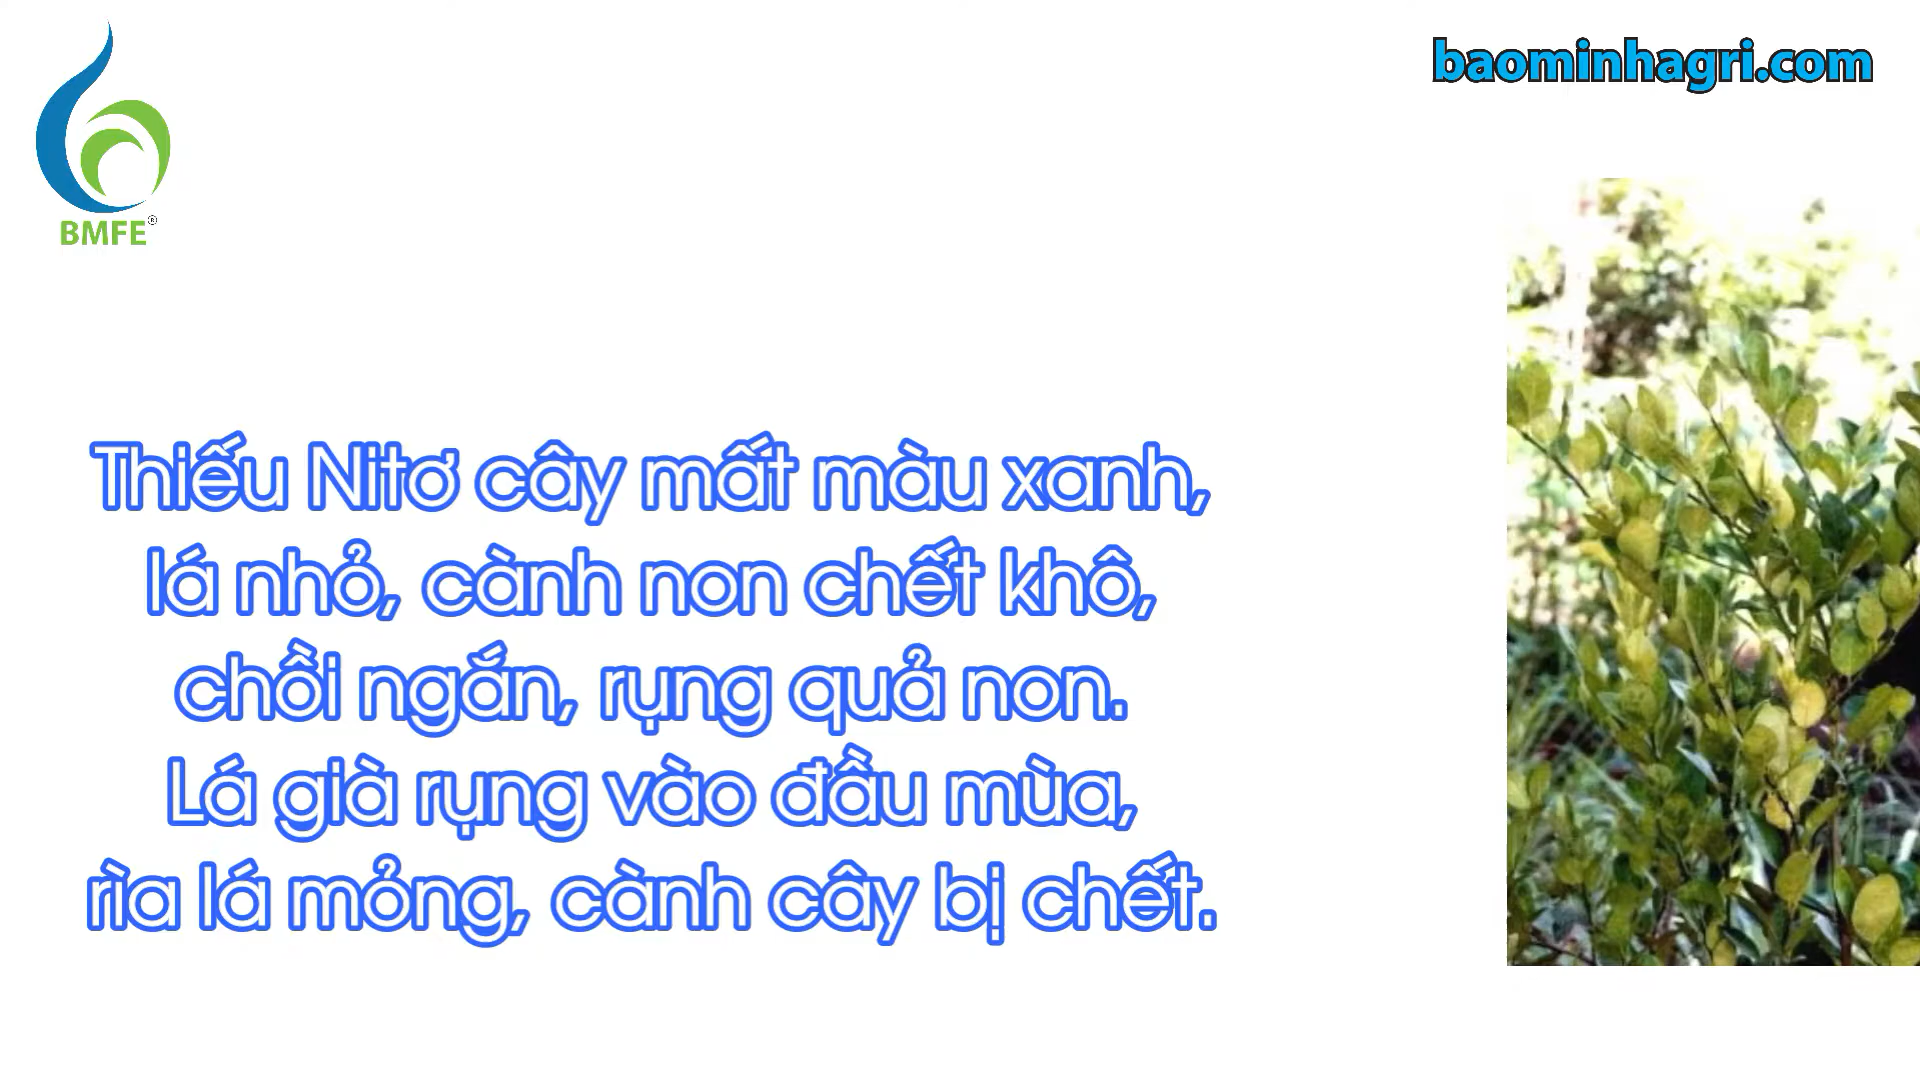 baominhagri.com
BMFE®
Thiếu Nitơ cây mất màu xanh,
lá nhỏ, cành non chết khô,
chồi ngắn, rụng quả non.
Lá già rụng vào đầu mùa,
rìa lá mỏng, cành cây bị chết.